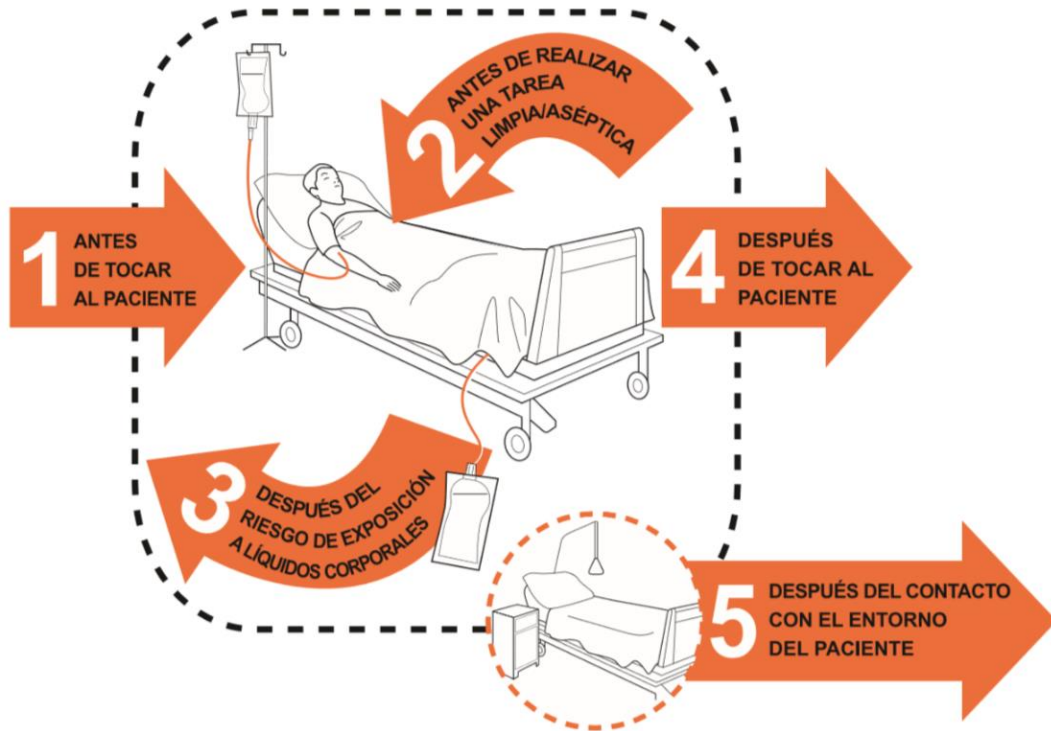 1 ANTES
DE TOCAR
AL PACIENTE
2 ANTES DE REALIZAR
UNA TAREA
LIMPIA/ASÉPTICA
3 DESPUÉS DEL
RIESGO DE EXPOSICIÓN
A LÍQUIDOS CORPORALES
4 DESPUÉS
DE TOCAR AL
PACIENTE
5 DESPUÉS DEL CONTACTO
CON EL ENTORNO
DEL PACIENTE